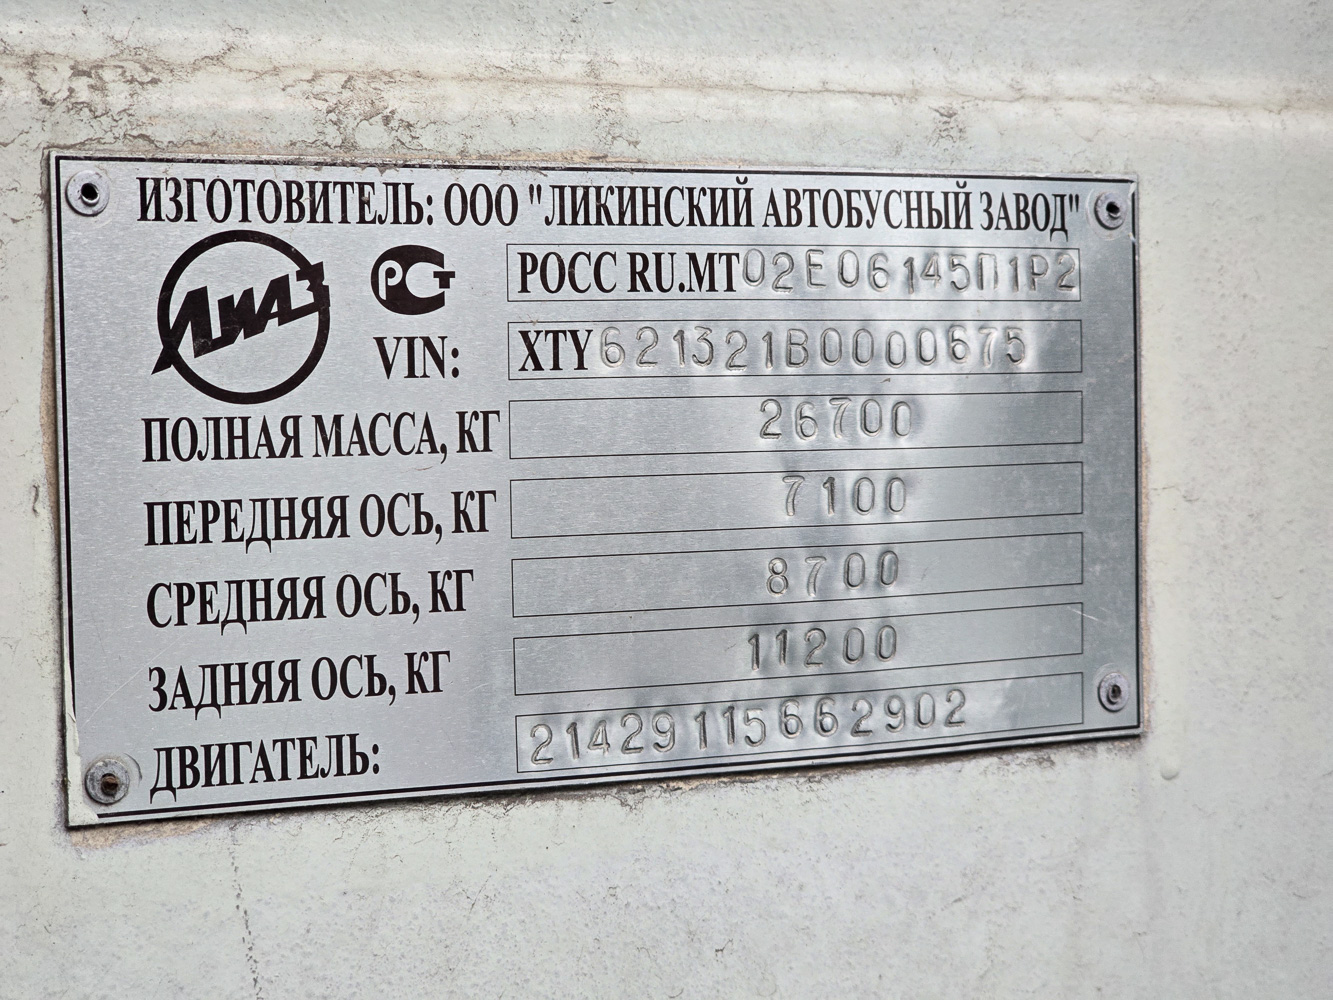 ИЗГОТОВИТЕЛЬ: ООО "ЛИКИНСКИЙ АВТОБУСНЫЙ ЗАВОД"
ЛиАЗ РСТ РОСС RU.МТ02Е06145П1Р2
VIN: XTY621321B0000675
ПОЛНАЯ МАССА, КГ 26700
ПЕРЕДНЯЯ ОСЬ, КГ 7100
СРЕДНЯЯ ОСЬ, КГ 8700
ЗАДНЯЯ ОСЬ, КГ 11200
ДВИГАТЕЛЬ: 21429115662902